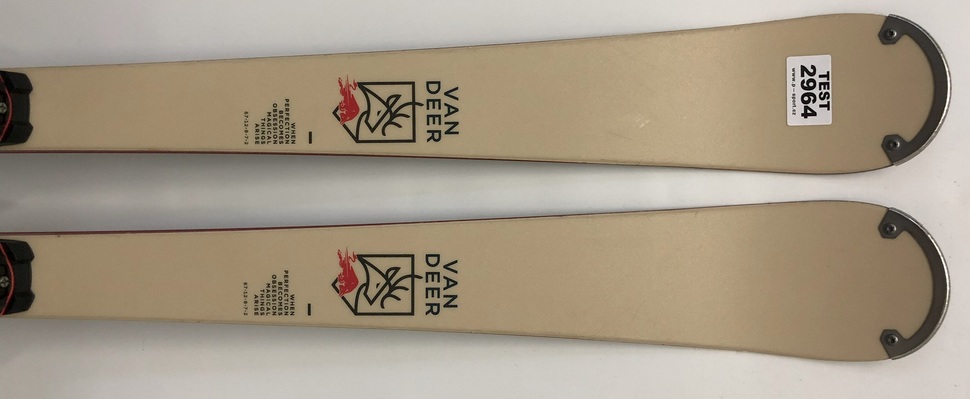 VAN
DEER
WHEN
PERFECTION
BECOMES
OBSESSION
MAGICAL
THINGS
ARISE
TEST
2964
www.p-sport.cz
VAN
DEER
WHEN
PERFECTION
BECOMES
OBSESSION
MAGICAL
THINGS
ARISE